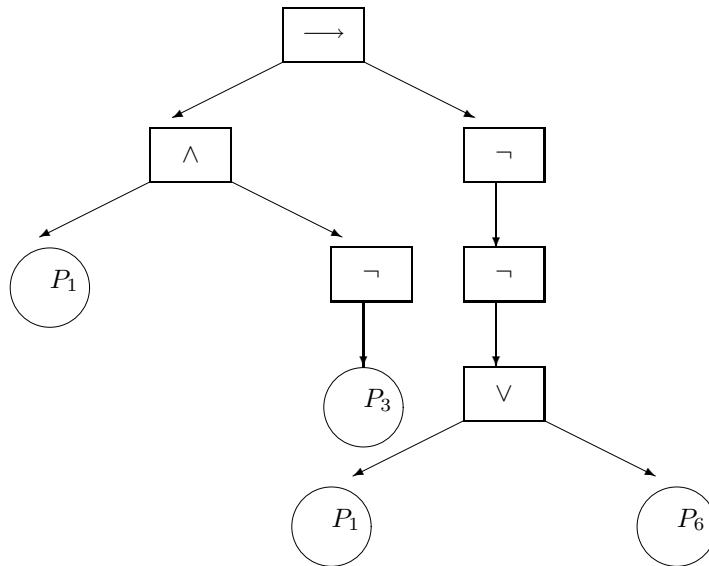 ⟶
∧ ¬
P₁ ¬ ¬
P₃ ∨
P₁ P₆